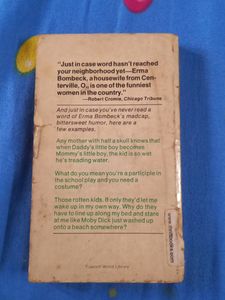 "Just in case word hasn't reached
your neighborhood yet—Erma
Bombeck, a housewife from Cen-
terville, O., is one of the funniest
women in the country."
—Robert Cromie, Chicago Tribune
And just in case you've never read a
word of Erma Bombeck's madcap,
bittersweet humor, here are a
few examples.
Any mother with half a skull knows that
when Daddy's little boy becomes
Mommy's little boy, the kid is so wet
he's treading water.
What do you mean you're a participle in
the school play and you need a
costume?
Those rotten kids. If only they'd let me
wake up in my own way. Why do they
have to line up along my bed and stare
at me like Moby Dick just washed up
onto a beach somewhere?
Fawcett World Library